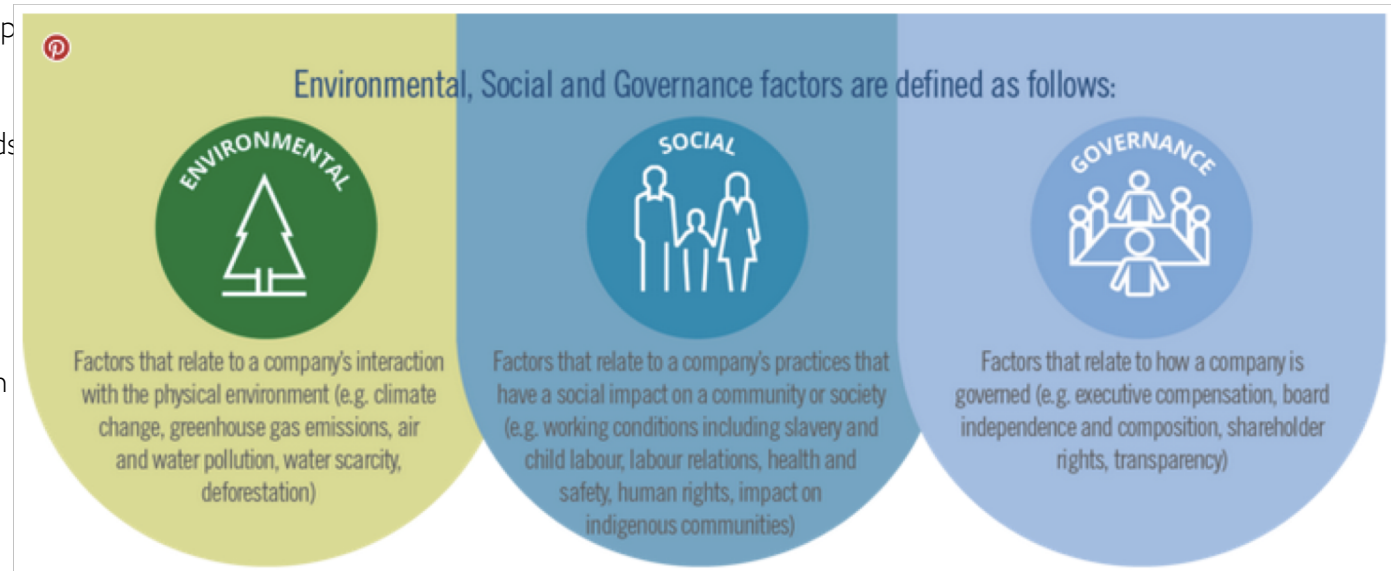 Environmental, Social and Governance factors are defined as follows:
ENVIRONMENTAL
Factors that relate to a company's interaction
with the physical environment (e.g. climate
change, greenhouse gas emissions, air
and water pollution, water scarcity,
deforestation)
SOCIAL
Factors that relate to a company's practices that
have a social impact on a community or society
(e.g. working conditions including slavery and
child labour, labour relations, health and
safety, human rights, impact on
indigenous communities)
GOVERNANCE
Factors that relate to how a company is
governed (e.g. executive compensation, board
independence and composition, shareholder
rights, transparency)